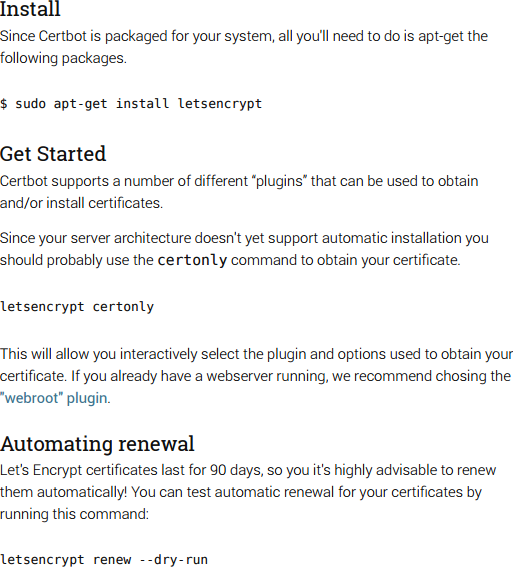 Install
Since Certbot is packaged for your system, all you'll need to do is apt-get the
following packages.
$ sudo apt-get install letsencrypt
Get Started
Certbot supports a number of different “plugins” that can be used to obtain
and/or install certificates.
Since your server architecture doesn't yet support automatic installation you
should probably use the certonly command to obtain your certificate.
letsencrypt certonly
This will allow you interactively select the plugin and options used to obtain your
certificate. If you already have a webserver running, we recommend chosing the
"webroot" plugin.
Automating renewal
Let's Encrypt certificates last for 90 days, so you it's highly advisable to renew
them automatically! You can test automatic renewal for your certificates by
running this command:
letsencrypt renew --dry-run